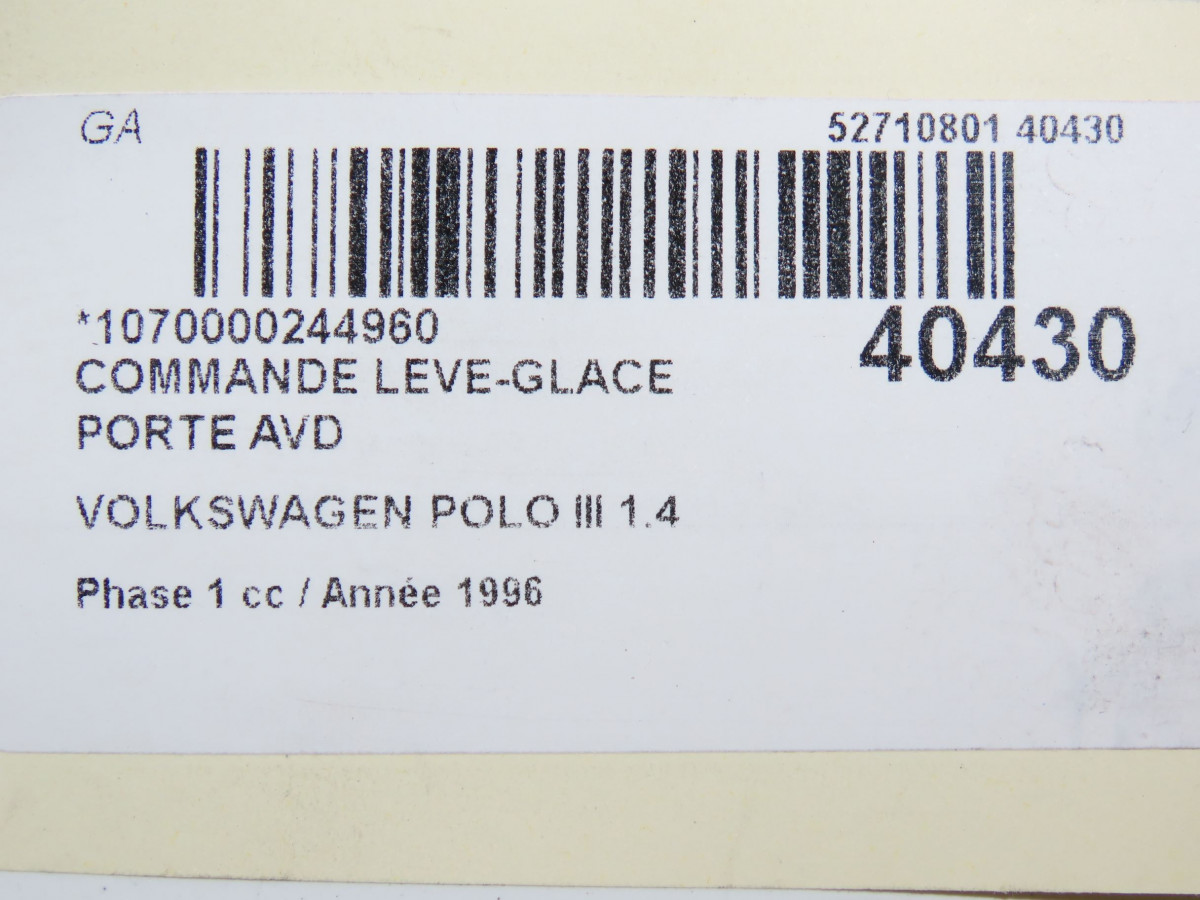 GA
52710801 40430
*1070000244960
40430
COMMANDE LEVE-GLACE
PORTE AVD
VOLKSWAGEN POLO III 1.4
Phase 1 cc / Année 1996